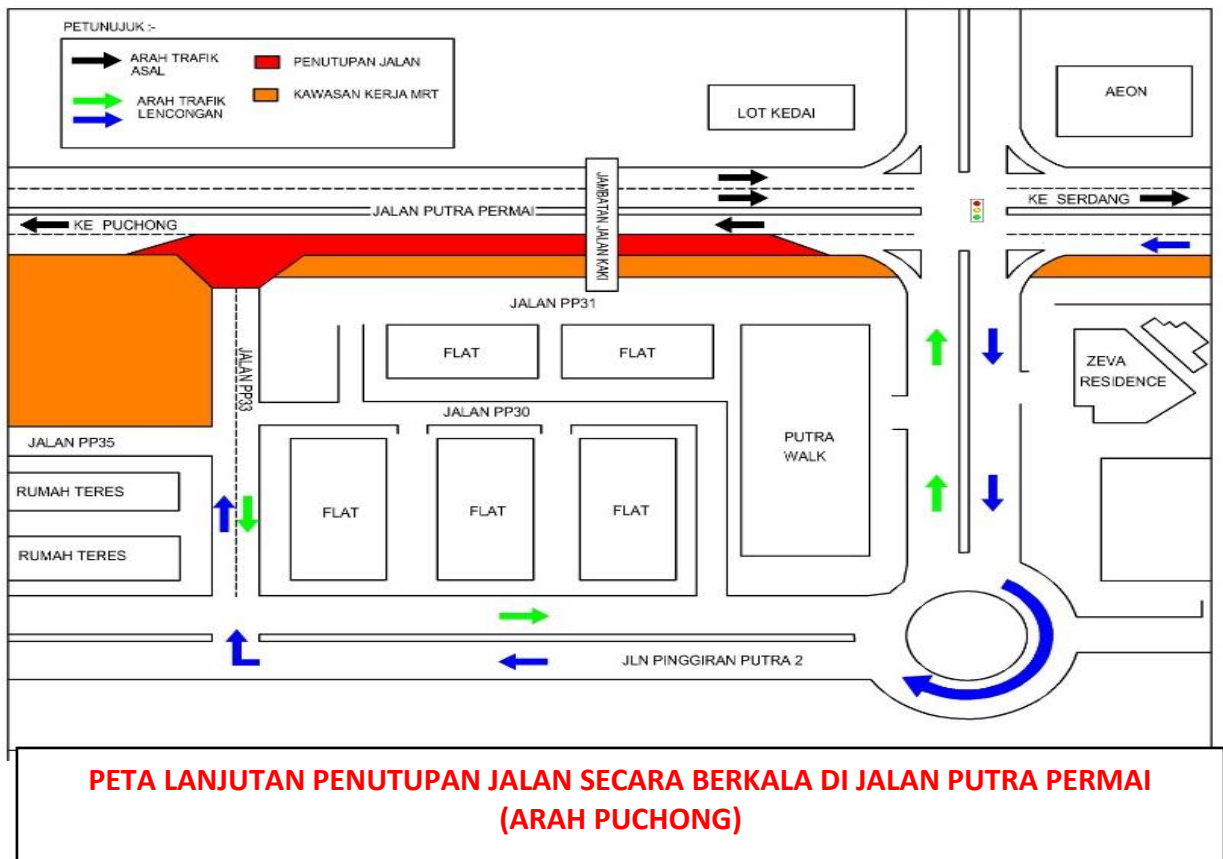 PETUNUJUK :-
ARAH TRAFIK
ASAL
PENUTUPAN JALAN
ARAH TRAFIK
LENCONGAN
KAWASAN KERJA MRT
LOT KEDAI
AEON
JAMBATAN JALAN KAKI
JALAN PUTRA PERMAI
KE SERDANG
KE PUCHONG
JALAN PP31
JALAN PP33
FLAT
FLAT
ZEVA
RESIDENCE
JALAN PP30
JALAN PP35
PUTRA
WALK
RUMAH TERES
FLAT
FLAT
FLAT
RUMAH TERES
JLN PINGGIRAN PUTRA 2
PETA LANJUTAN PENUTUPAN JALAN SECARA BERKALA DI JALAN PUTRA PERMAI
(ARAH PUCHONG)